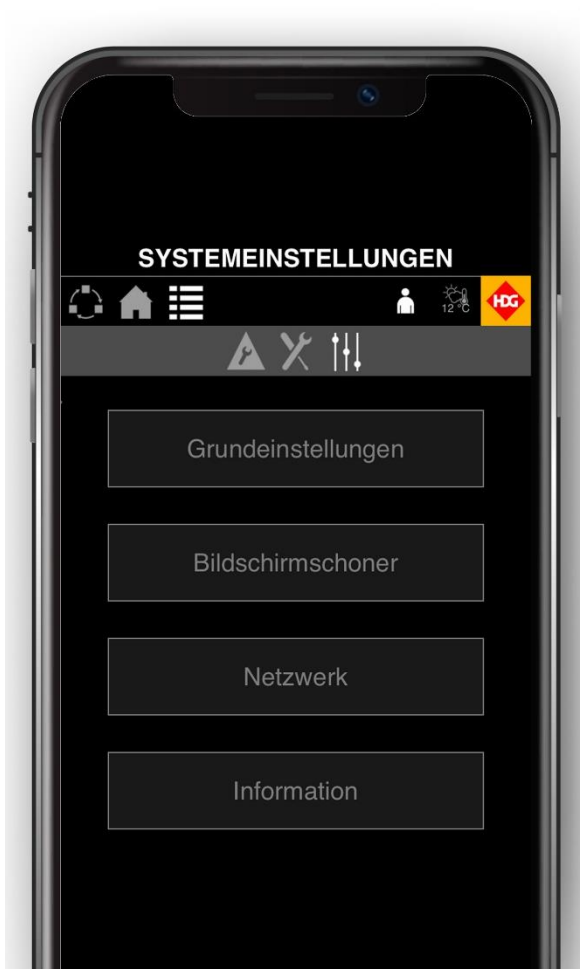 SYSTEMEINSTELLUNGEN
12 °C
HDG
Grundeinstellungen
Bildschirmschoner
Netzwerk
Information